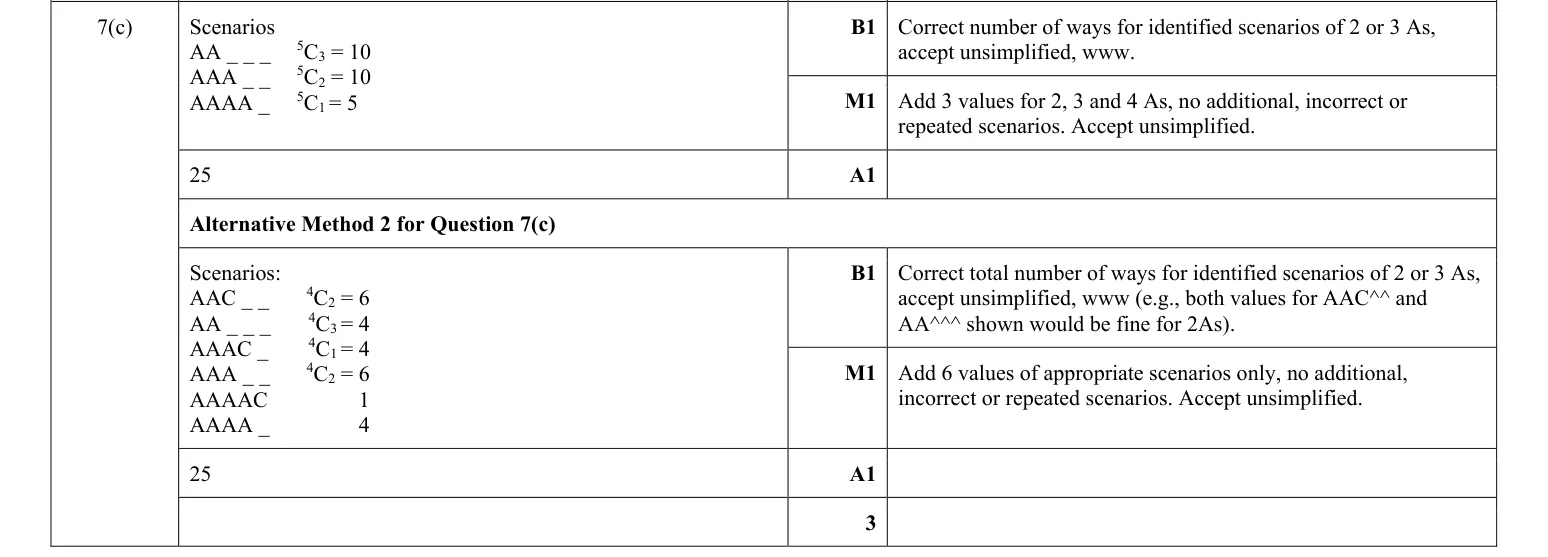 7(c)
Scenarios
AA _ _ _ ⁵C₃ = 10
AAA _ _ ⁵C₂ = 10
AAAA _ ⁵C₁ = 5
B1
Correct number of ways for identified scenarios of 2 or 3 As,
accept unsimplified, www.
M1
Add 3 values for 2, 3 and 4 As, no additional, incorrect or
repeated scenarios. Accept unsimplified.
25
A1
Alternative Method 2 for Question 7(c)
Scenarios:
AAC _ _ ⁴C₂ = 6
AA _ _ _ ⁴C₃ = 4
AAAC _ ⁴C₁ = 4
AAA _ _ ⁴C₂ = 6
AAAAC 1
AAAA _ 4
B1
Correct total number of ways for identified scenarios of 2 or 3 As,
accept unsimplified, www (e.g., both values for AAC^^ and
AA^^^ shown would be fine for 2As).
M1
Add 6 values of appropriate scenarios only, no additional,
incorrect or repeated scenarios. Accept unsimplified.
25
A1
3